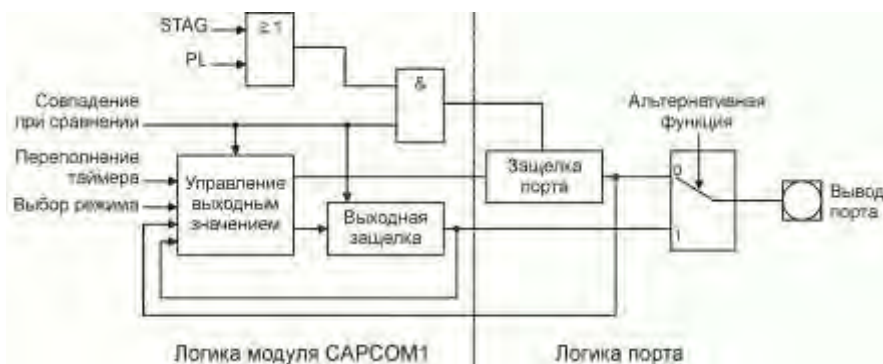 STAG
≥ 1
PL
&
Совпадение
при сравнении
Альтернативная
функция
Переполнение
таймера
Выбор режима
Управление
выходным
значением
Выходная
защелка
Защелка
порта
0
1
Вывод
порта
Логика модуля CAPCOM1
Логика порта